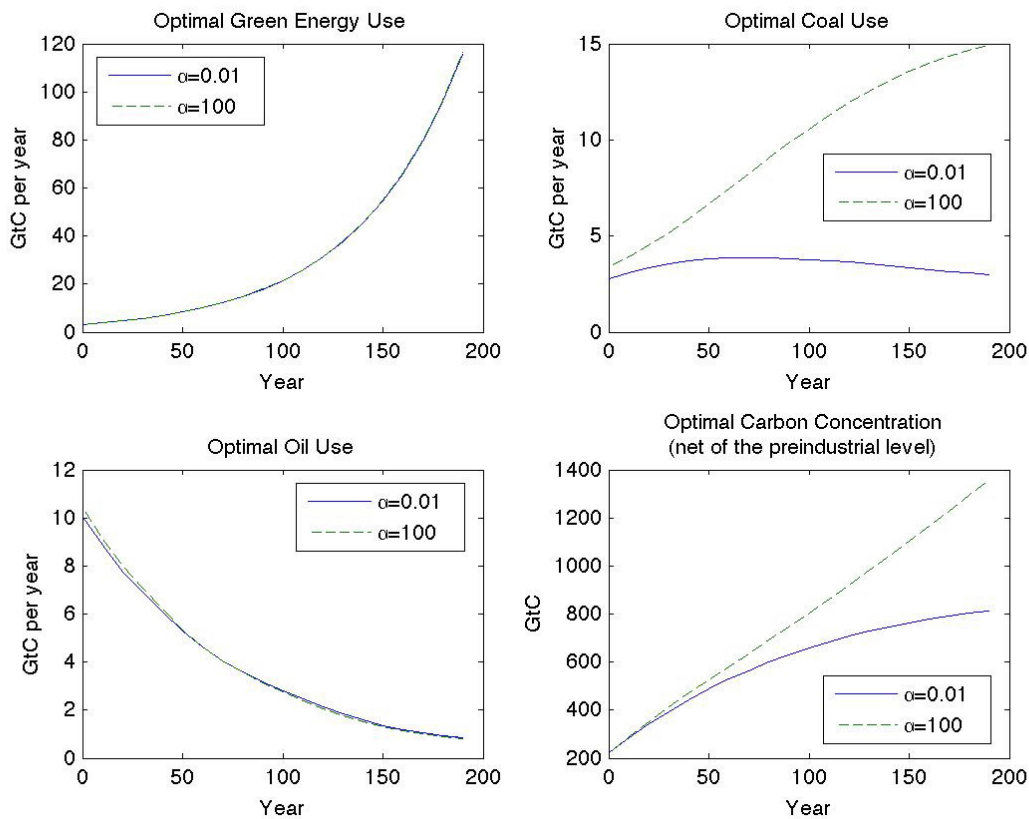 Optimal Green Energy Use
120
100
80
60
40
20
0
GtC per year
α=0.01
α=100
0 50 100 150 200
Year
Optimal Coal Use
15
10
5
0
GtC per year
α=0.01
α=100
0 50 100 150 200
Year
Optimal Oil Use
12
10
8
6
4
2
0
GtC per year
α=0.01
α=100
0 50 100 150 200
Year
Optimal Carbon Concentration
(net of the preindustrial level)
1400
1200
1000
800
600
400
200
GtC
α=0.01
α=100
0 50 100 150 200
Year